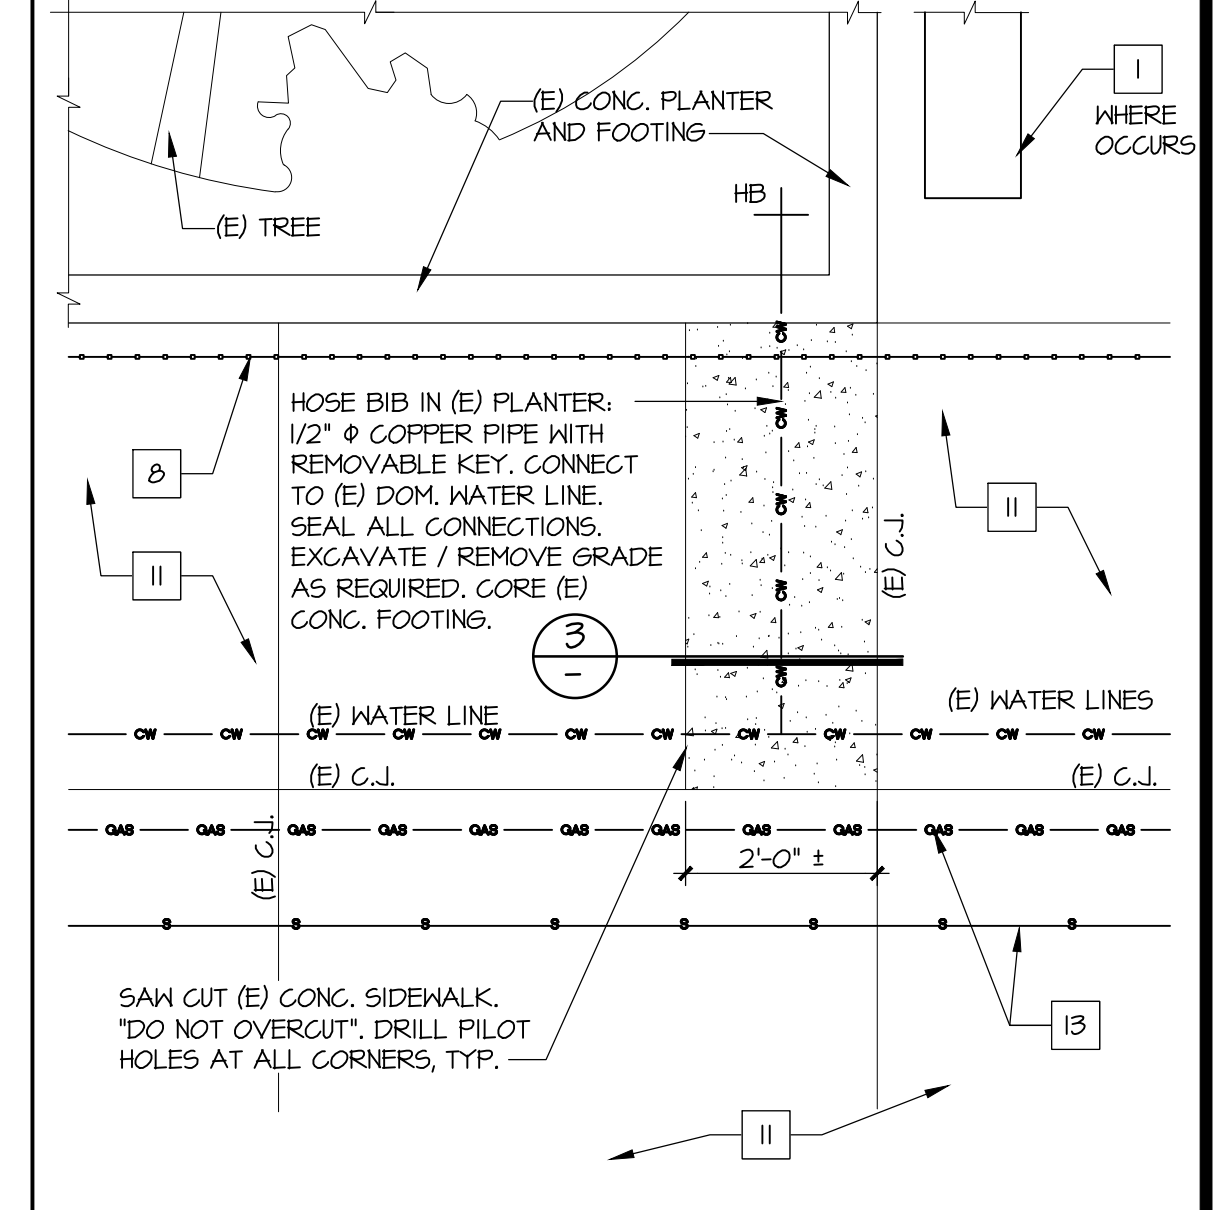 1
WHERE
OCCURS
(E) CONC. PLANTER
AND FOOTING
HB
(E) TREE
CW
8
HOSE BIB IN (E) PLANTER:
1/2" Φ COPPER PIPE WITH
REMOVABLE KEY. CONNECT
TO (E) DOM. WATER LINE.
SEAL ALL CONNECTIONS.
EXCAVATE / REMOVE GRADE
AS REQUIRED. CORE (E)
CONC. FOOTING.
CW
CW
CW
CW
11
11
(E) C.J.
3
-
(E) WATER LINE
(E) WATER LINES
CW CW CW CW CW CW CW CW CW CW CW CW
(E) C.J.
(E) C.J.
(E) C.J.
GAS GAS GAS GAS GAS GAS GAS GAS GAS GAS GAS GAS
2'-0" ±
S S S S S S S S
SAW CUT (E) CONC. SIDEWALK.
"DO NOT OVERCUT". DRILL PILOT
HOLES AT ALL CORNERS, TYP.
13
11